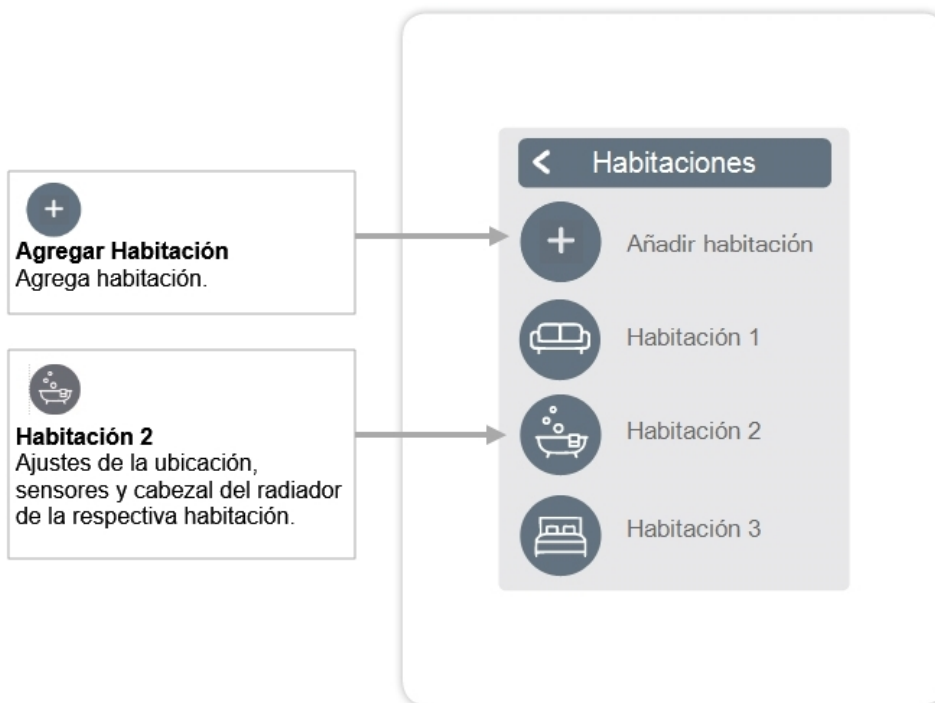 Agregar Habitación
Agrega habitación.
Habitación 2
Ajustes de la ubicación,
sensores y cabezal del radiador
de la respectiva habitación.
Habitaciones
Añadir habitación
Habitación 1
Habitación 2
Habitación 3